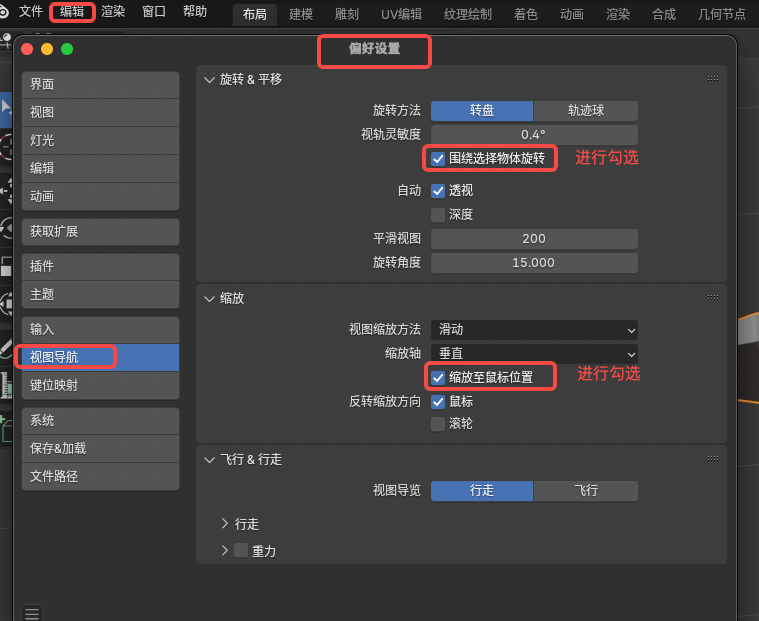 文件 编辑 渲染 窗口 帮助 布局 建模 雕刻 UV编辑 纹理绘制 着色 动画 渲染 合成 几何节点
偏好设置
界面
视图
灯光
编辑
动画
获取扩展
插件
主题
输入
视图导航
键位映射
系统
保存&加载
文件路径
旋转 & 平移
旋转方法 转盘 轨迹球
视轨灵敏度 0.4°
围绕选择物体旋转 进行勾选
自动 透视
深度
平滑视图 200
旋转角度 15.000
缩放
视图缩放方法 滑动
缩放轴 垂直
缩放至鼠标位置 进行勾选
反转缩放方向 鼠标
滚轮
飞行 & 行走
视图导览 行走 飞行
行走
重力